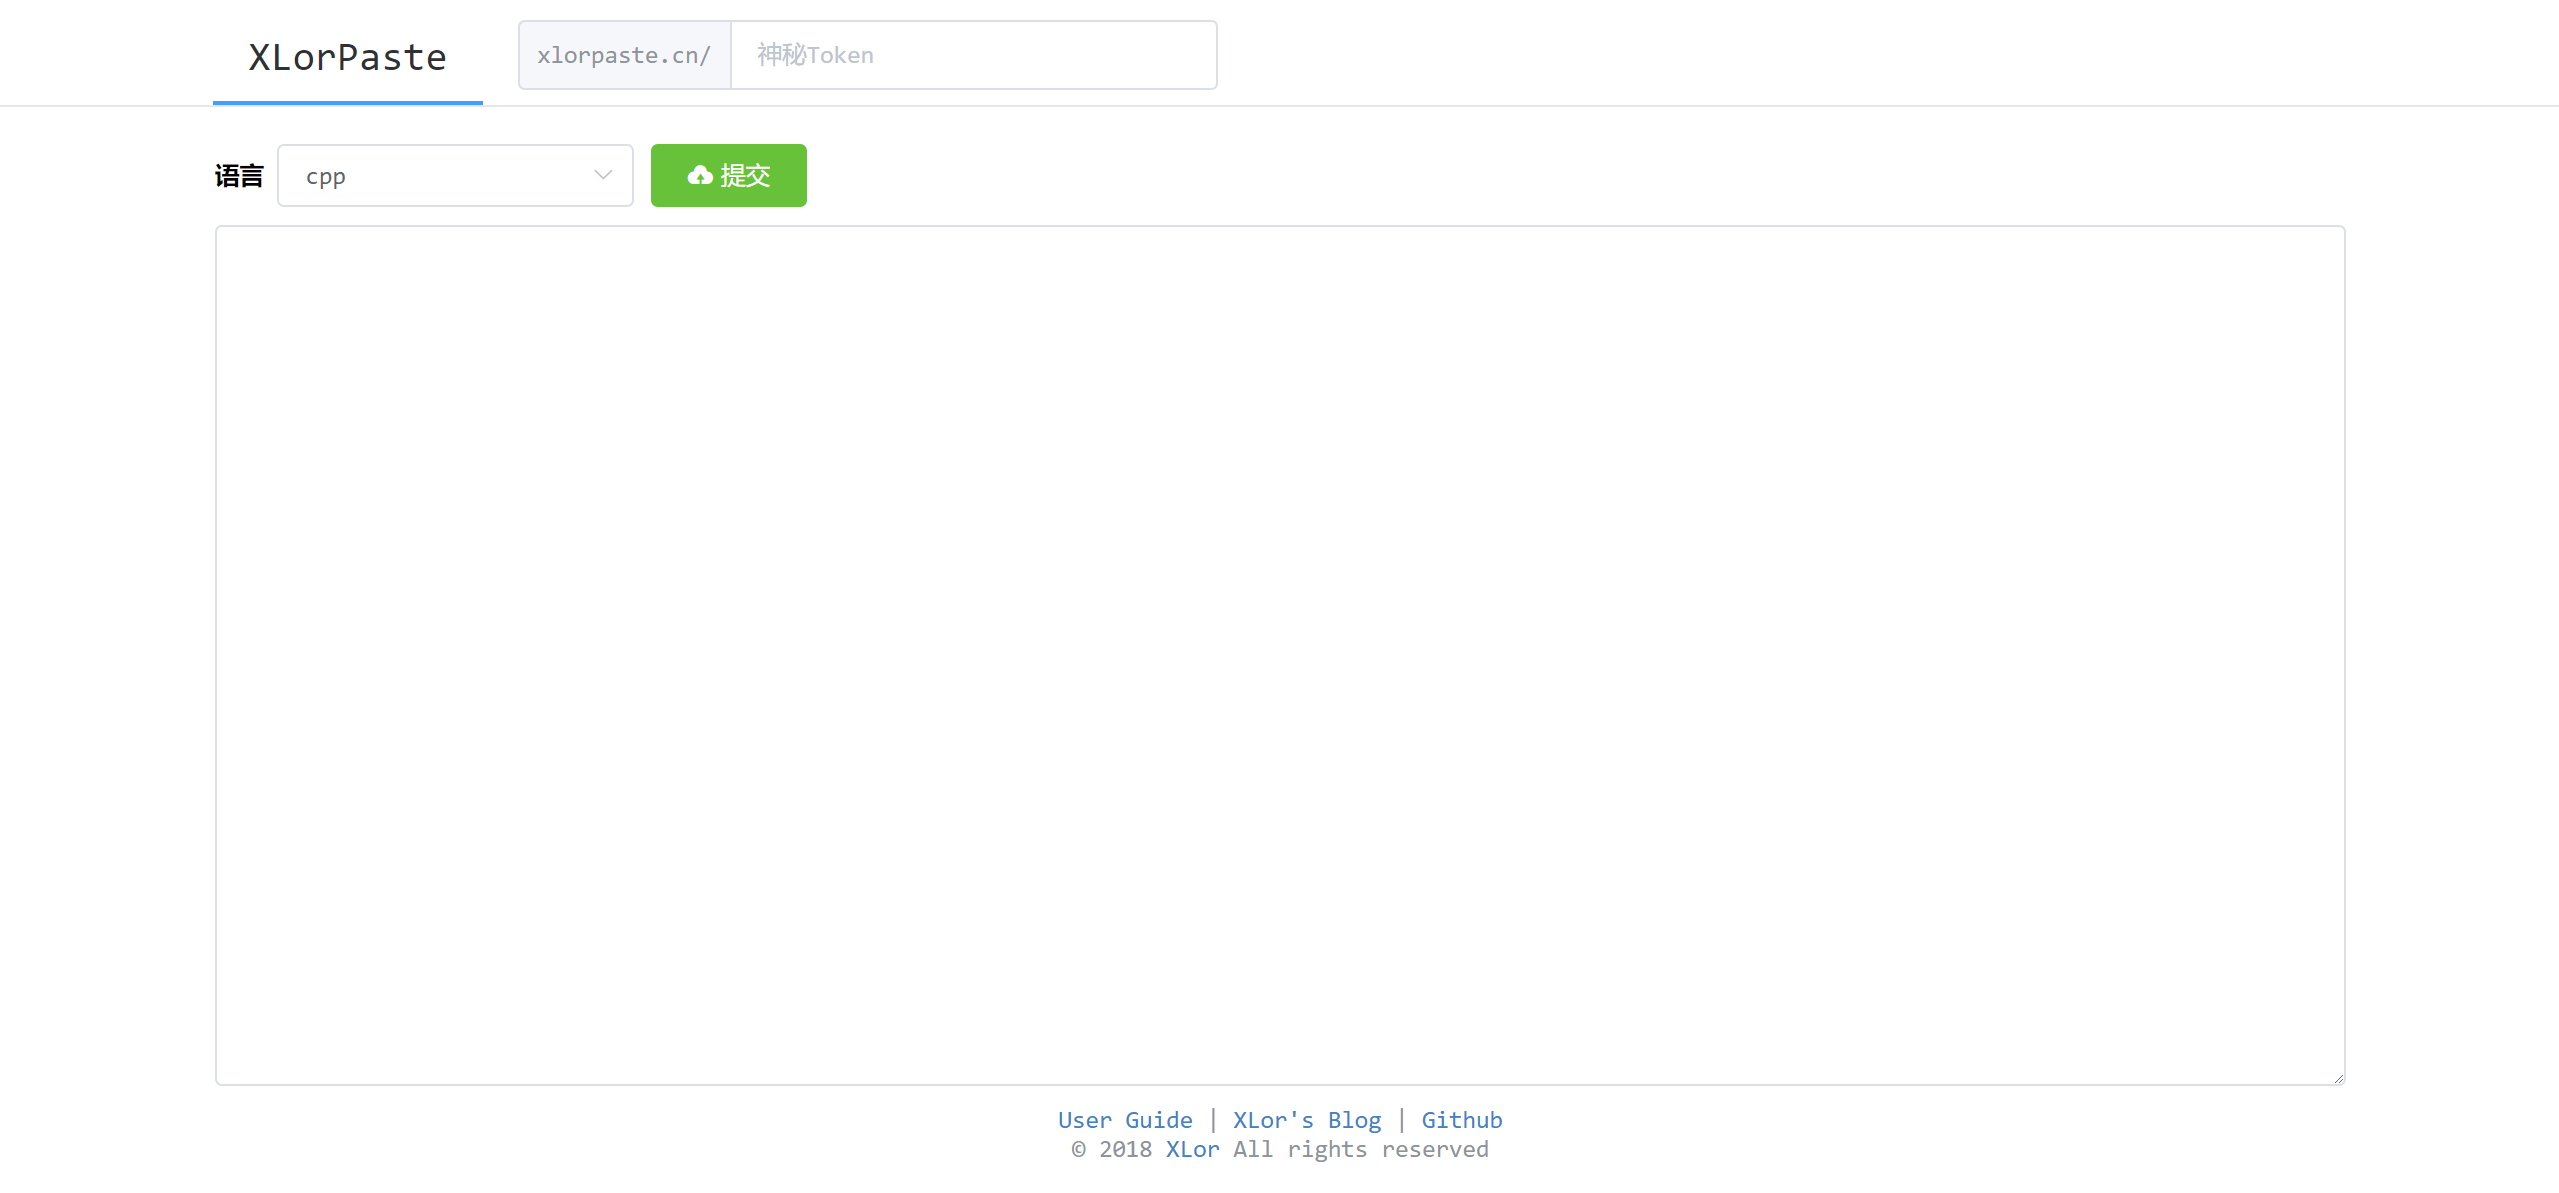 XLorPaste
xlorpaste.cn/ 神秘Token
语言 cpp 提交
User Guide | XLor's Blog | Github
© 2018 XLor All rights reserved